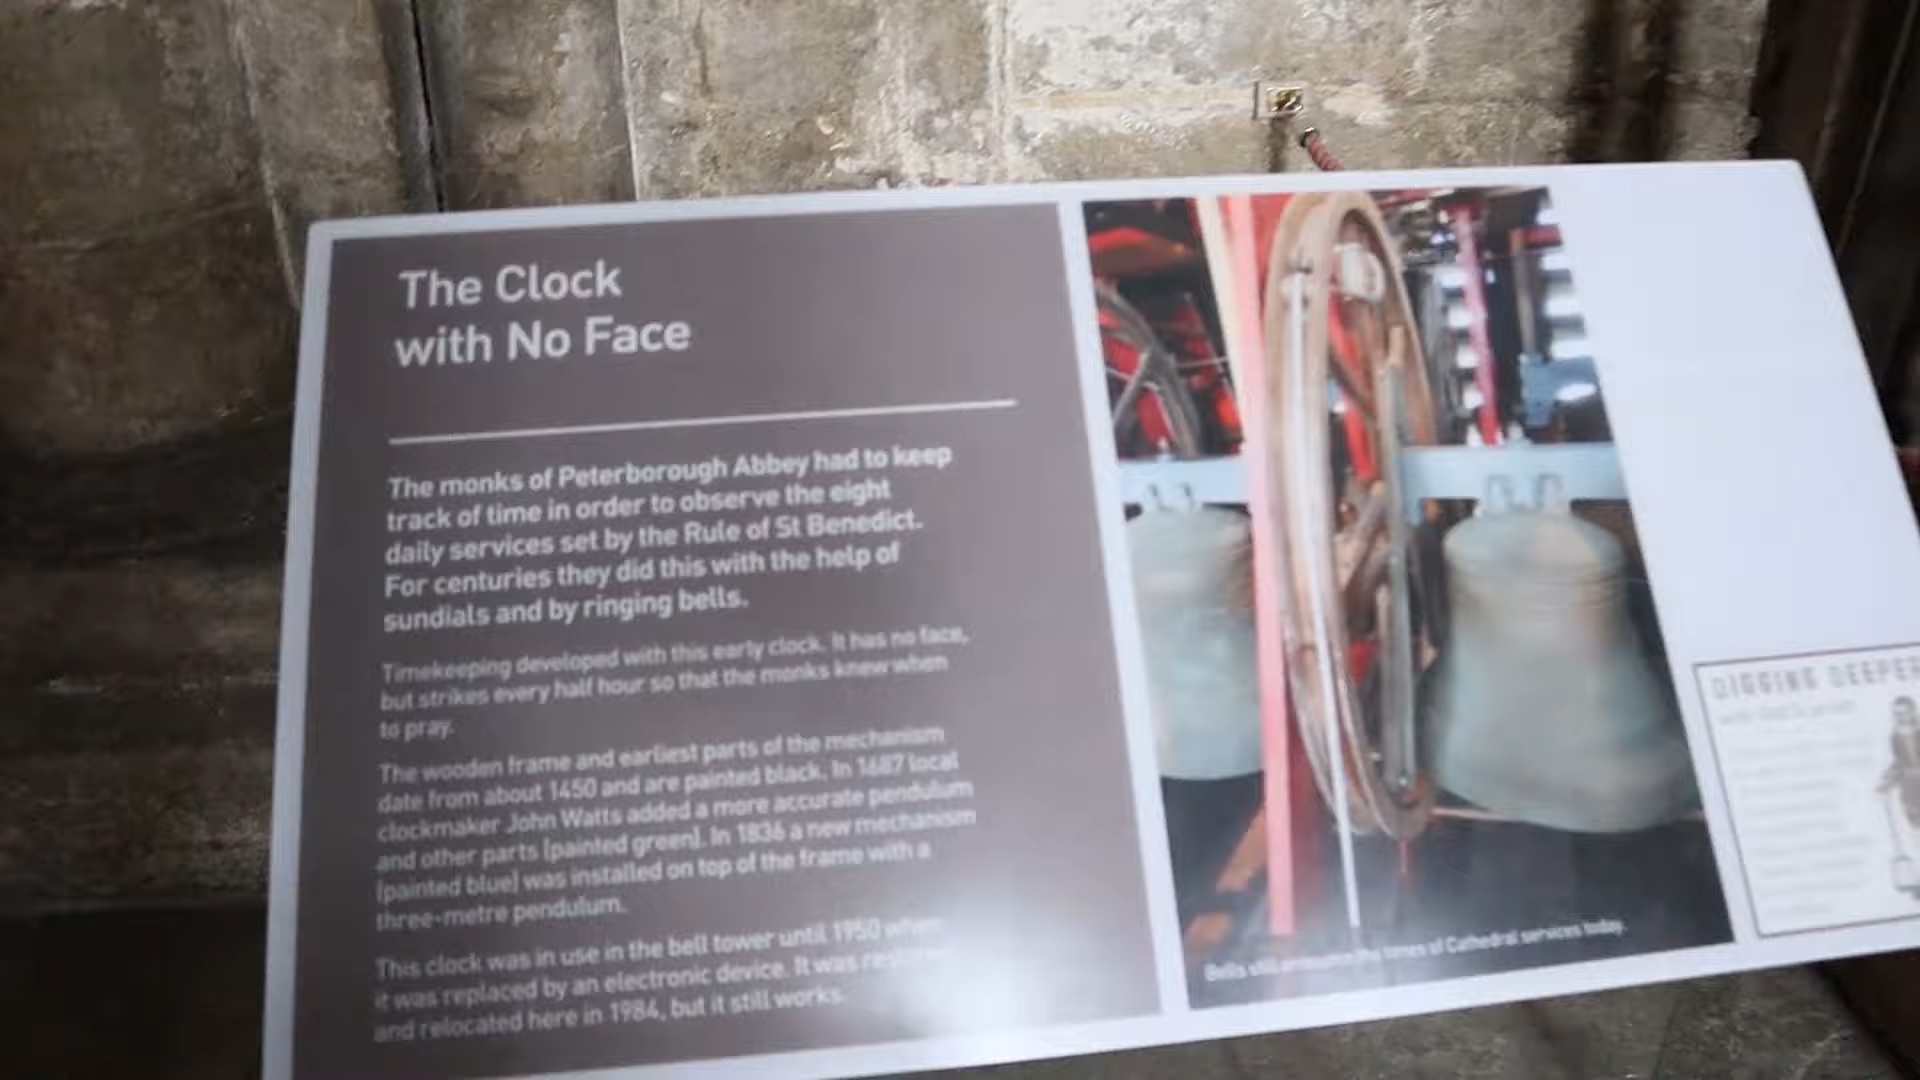 The Clock
with No Face
The monks of Peterborough Abbey had to keep
track of time in order to observe the eight
daily services set by the Rule of St Benedict.
For centuries they did this with the help of
sundials and by ringing bells.
Timekeeping developed with this early clock. It has no face,
but strikes every half hour so that the monks knew when
to pray.
The wooden frame and earliest parts of the mechanism
date from about 1450 and are painted black. In 1687 local
clockmaker John Watts added a more accurate pendulum
and other parts (painted green). In 1836 a new mechanism
(painted blue) was installed on top of the frame with a
three-metre pendulum.
This clock was in use in the bell tower until 1950 when
it was replaced by an electronic device. It was restored
and relocated here in 1984, but it still works.
Bells still announce the times of Cathedral services today.
DIGGING DEEPER